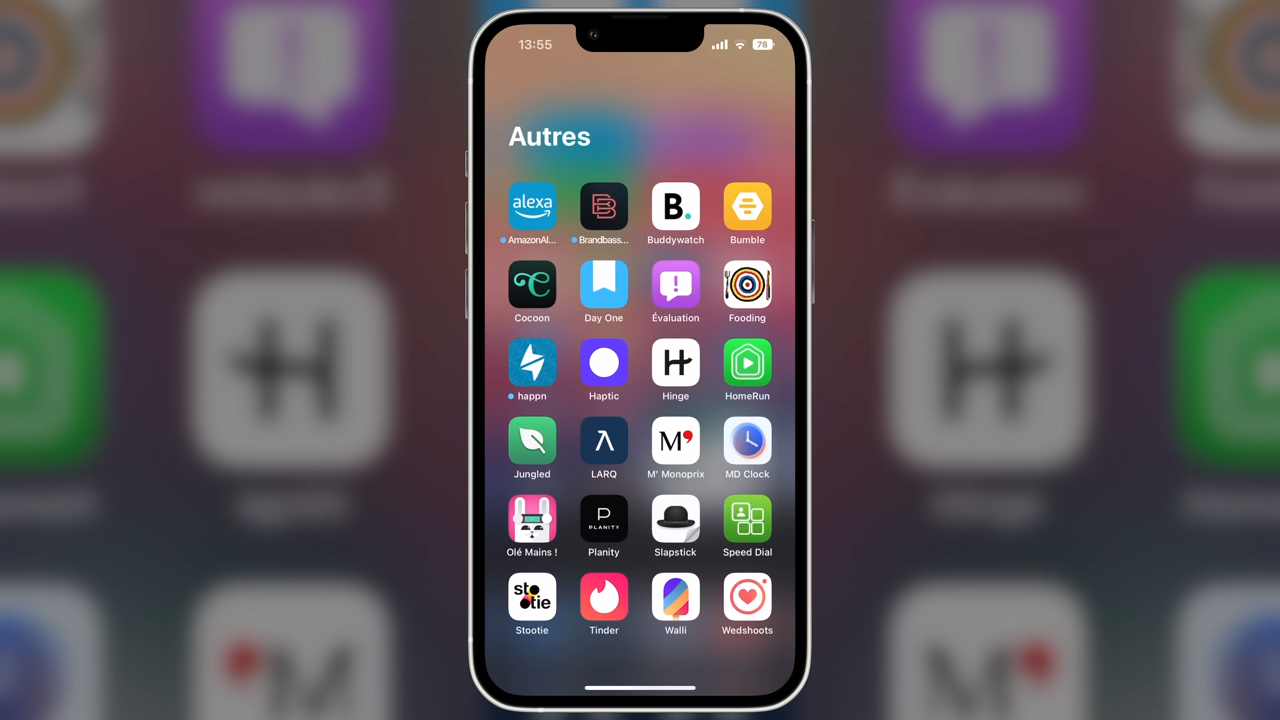 13:55
78
Autres
alexa
AmazonAl...
Brandbass...
B.
Buddywatch
Bumble
Cocoon
Day One
Évaluation
Fooding
happn
Haptic
H
Hinge
HomeRun
Jungled
LARQ
M'
M' Monoprix
MD Clock
Olé Mains !
P
PLANITY
Planity
Slapstick
Speed Dial
stootie
Stootie
Tinder
Walli
Wedshoots